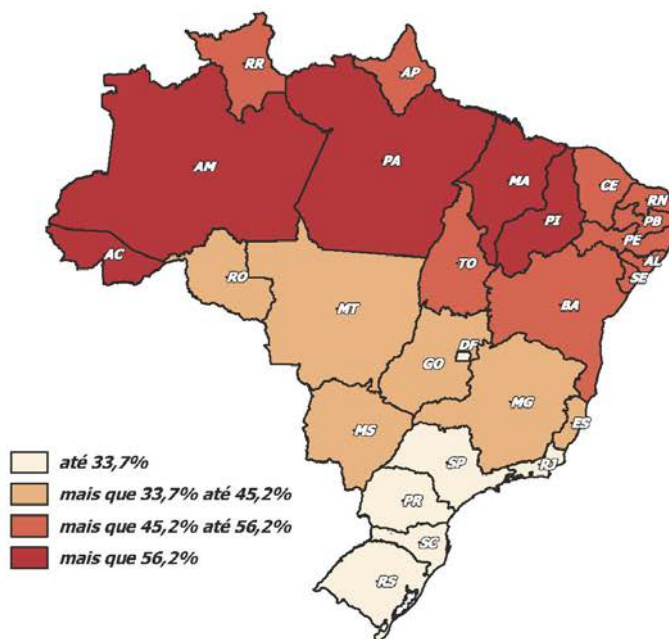 RR
AP
AM
PA
MA
CE
RN
PB
PI
PE
AL
SE
AC
TO
RO
BA
MT
DF
GO
MG
ES
MS
SP
RJ
PR
SC
RS
até 33,7%
mais que 33,7% até 45,2%
mais que 45,2% até 56,2%
mais que 56,2%